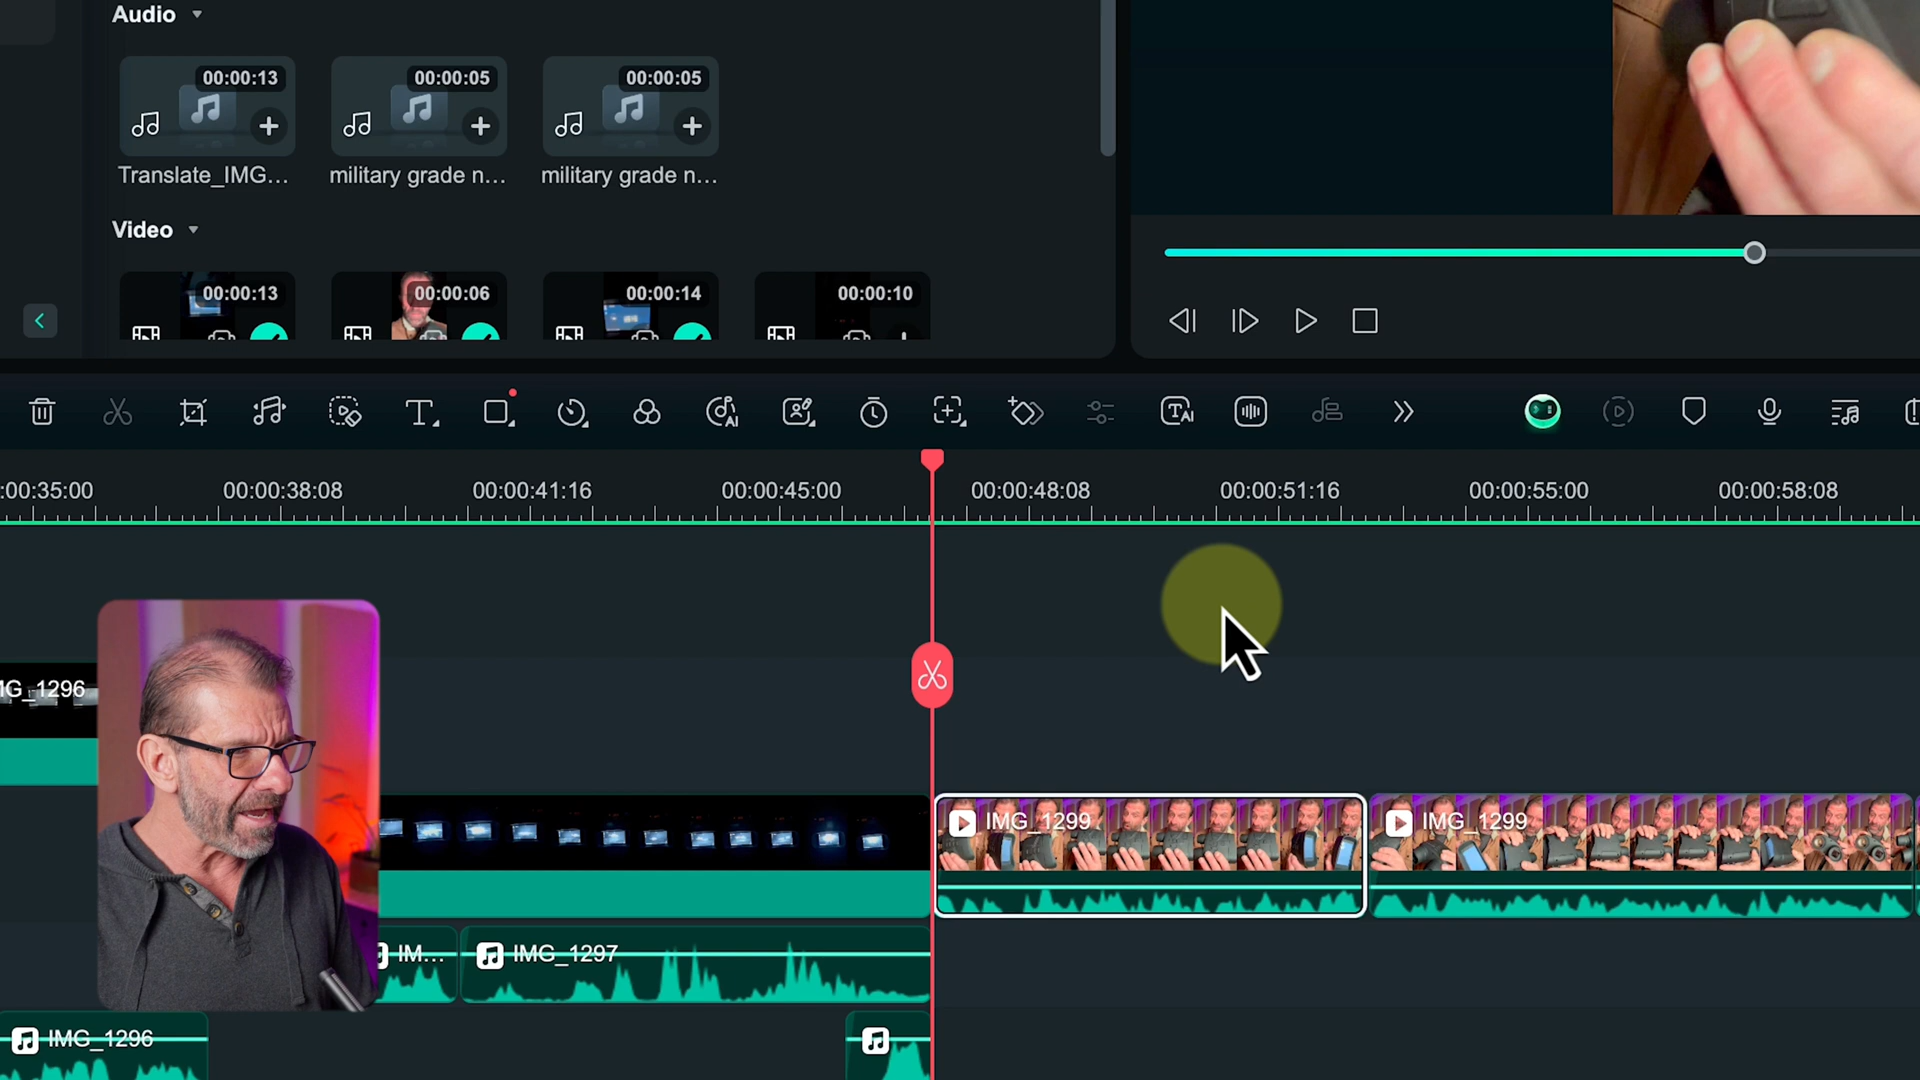 Audio
00:00:13
00:00:05
00:00:05
Translate_IMG...
military grade n...
military grade n...
Video
00:00:13
00:00:06
00:00:14
00:00:10
:00:35:00
00:00:38:08
00:00:41:16
00:00:45:00
00:00:48:08
00:00:51:16
00:00:55:00
00:00:58:08
IG_1296
IMG_1299
IMG_1299
IM...
IMG_1297
IMG_1296